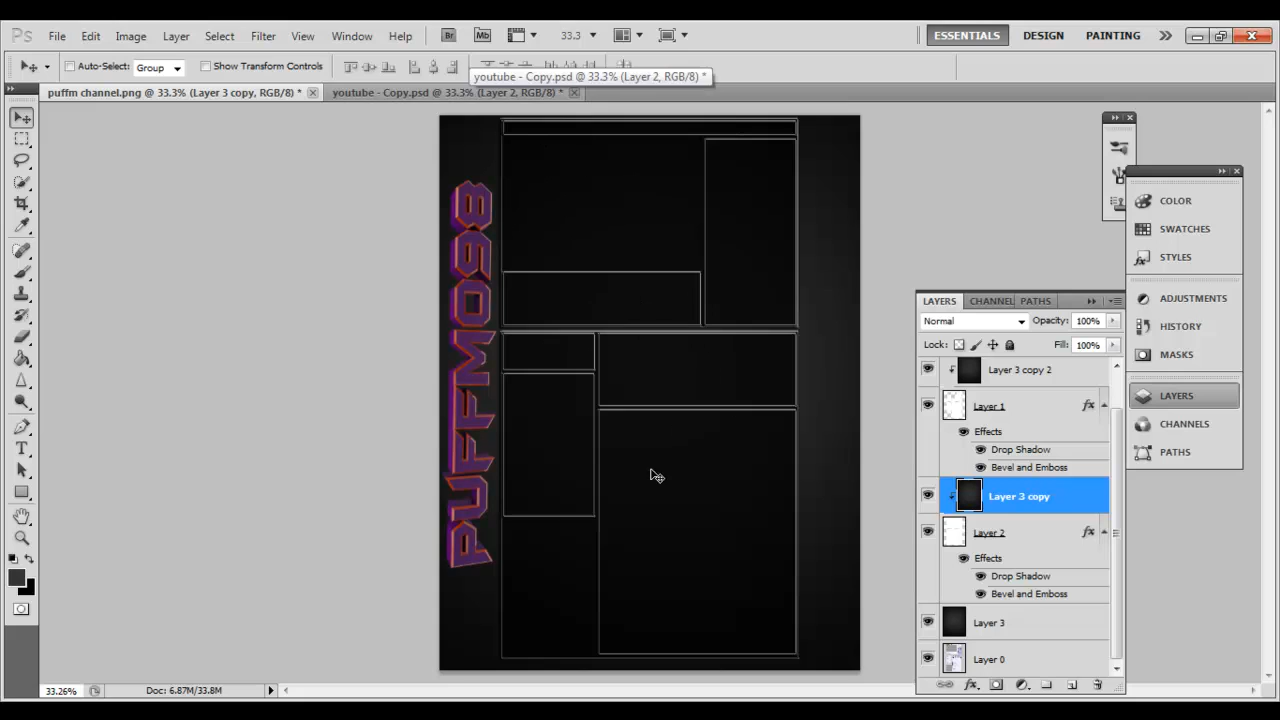 Ps File Edit Image Layer Select Filter View Window Help Br Mb 33.3 ESSENTIALS DESIGN PAINTING
Auto-Select: Group Show Transform Controls
youtube - Copy.psd @ 33.3% (Layer 2, RGB/8) *
puffm channel.png @ 33.3% (Layer 3 copy, RGB/8) * youtube - Copy.psd @ 33.3% (Layer 2, RGB/8) *
PUFFM098
COLOR
SWATCHES
STYLES
ADJUSTMENTS
HISTORY
MASKS
LAYERS
CHANNELS
PATHS
LAYERS CHANNEL PATHS
Normal Opacity: 100%
Lock: Fill: 100%
Layer 3 copy 2
Layer 1 fx
Effects
Drop Shadow
Bevel and Emboss
Layer 3 copy
Layer 2 fx
Effects
Drop Shadow
Bevel and Emboss
Layer 3
Layer 0
33.26% Doc: 6.87M/33.8M